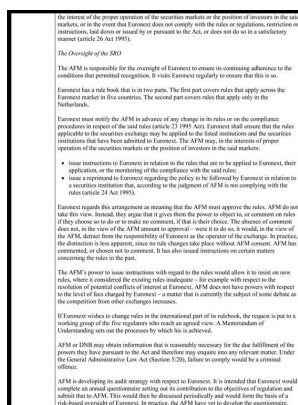 the interest of the proper operation of the securities markets or the position of investors in the said
markets, or in the event that Euronext does not comply with the rules or regulations, restriction or
instructions, laid down or issued by or pursuant to the Act, or does not do so in a satisfactory
manner (article 26 Act 1995).
The Oversight of the SRO
The AFM is responsible for the oversight of Euronext to ensure its continuing adherence to the
conditions that permitted recognition. It visits Euronext regularly to ensure that this is so.
Euronext has a rule book that is in two parts. The first part covers rules that apply across the
Euronext market in five countries. The second part covers rules that apply only in the
Netherlands.
Euronext must notify the AFM in advance of any change in its rules or on the compliance
procedures in respect of the said rules (article 23 1995 Act). Euronext shall ensure that the rules
applicable to the securities exchange may be applied to the listed institutions and the securities
institutions that have been admitted to Euronext. The AFM may, in the interests of proper
operation of the securities markets or the position of investors in the said markets:
• issue instructions to Euronext in relation to the rules that are to be applied to Euronext, their
application, or the monitoring of the compliance with the said rules;
• issue a reprimand to Euronext regarding the policy to be followed by Euronext in relation to
a securities institution that, according to the judgment of AFM is not complying with the
rules (article 24 Act 1995).
Euronext regards this arrangement as meaning that the AFM must approve the rules. AFM do not
take this view. Instead, they argue that it gives them the power to object to, or comment on rules
if they choose so to do or to make no comment, if that is their choice. The absence of comment
does not, in the view of the AFM amount to approval – were it to do so, it would, in the view of
the AFM, detract from the responsibility of Euronext as the operator of the exchange. In practice,
the distinction is less apparent, since no rule changes take place without AFM consent. AFM has
commented, or chosen not to comment. It has also issued instructions on certain matters
concerning the rules in the past.
The AFM's power to issue instructions with regard to the rules would allow it to insist on new
rules, where it considered the existing rules inadequate – for example with respect to the
resolution of potential conflicts of interest at Euronext. AFM does not have powers with respect
to the level of fees charged by Euronext – a matter that is currently the subject of some debate as
the competition from other exchanges increases.
If Euronext wishes to change rules in the international part of its rulebook, the request is put to a
working group of the five regulators who reach an agreed view. A Memorandum of
Understanding sets out the processes by which this is achieved.
AFM or DNB may obtain that information that is reasonably necessary for the due fulfillment of the
powers they have pursuant to the Act and therefore may enquire into any relevant matter. Under
the General Administrative Law Act (Section 5:20), failure to comply would be a criminal
offence.
AFM is developing its audit strategy with respect to Euronext. It is intended that Euronext would
complete an annual questionnaire setting out its contribution to the objectives of regulation and
submit that to AFM. This would then be discussed periodically and would form the basis of a
risk-based oversight of Euronext. In practice, the AFM have yet to develop the questionnaire.